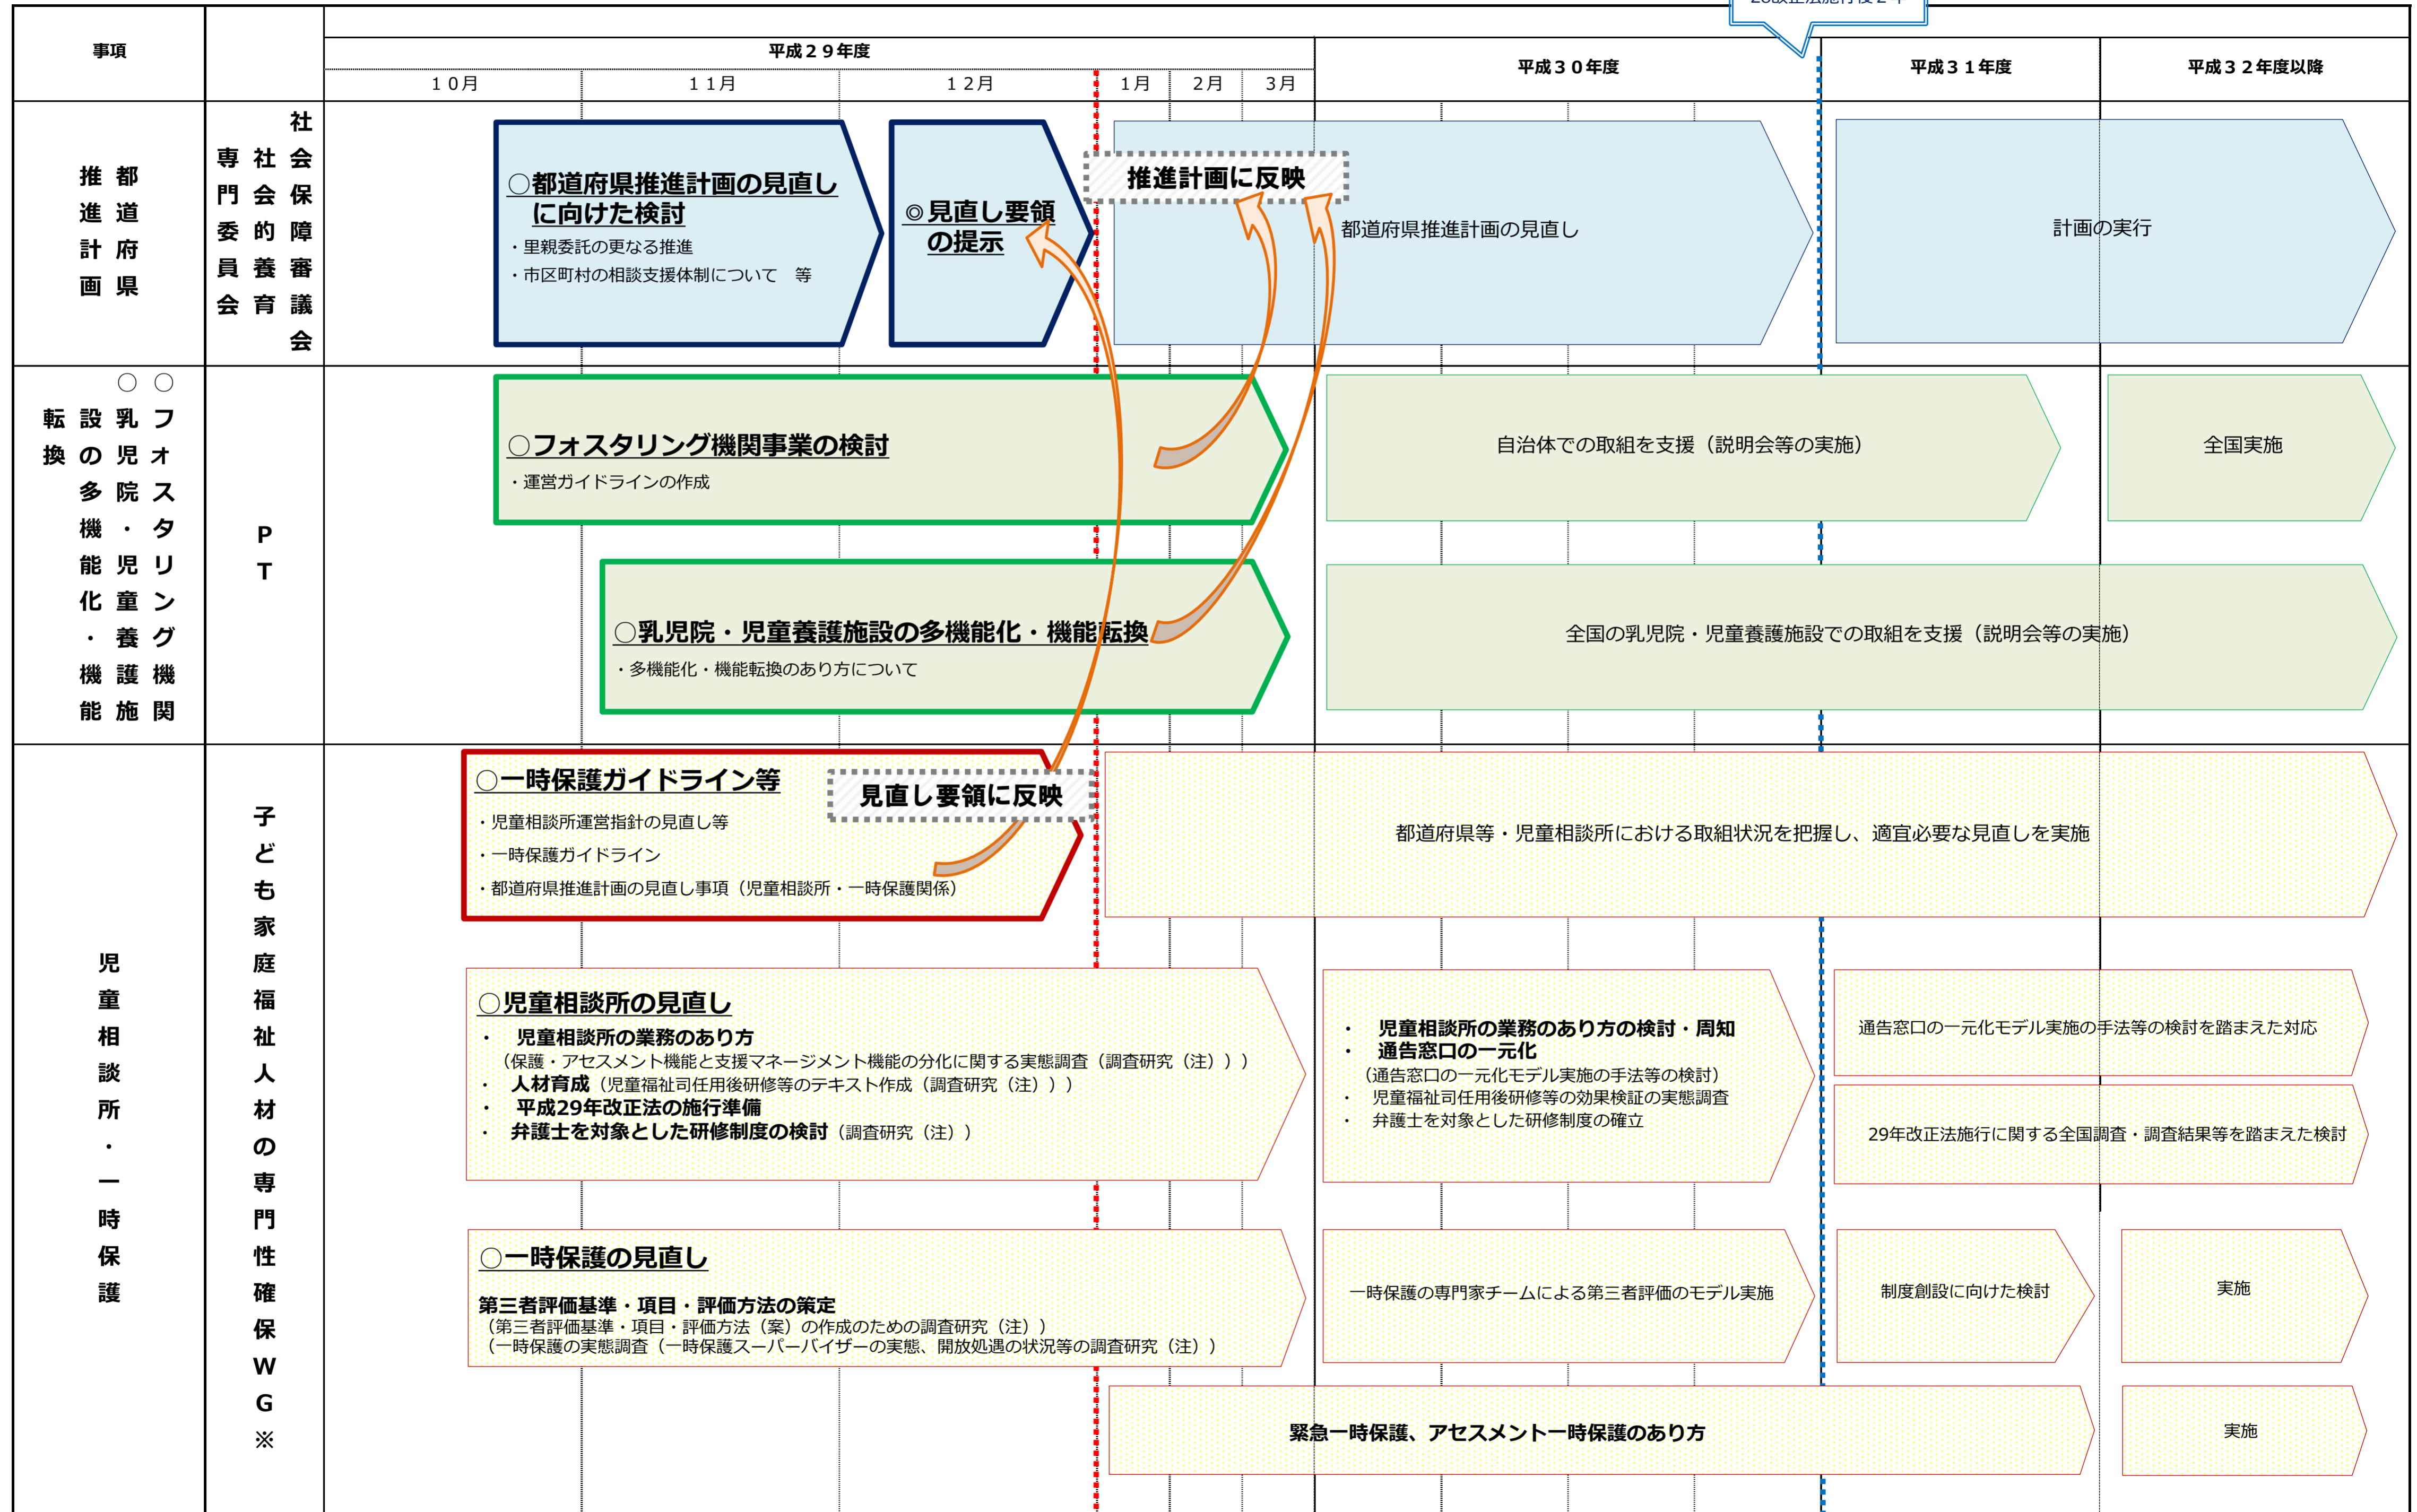 事項
平成２９年度
平成３０年度
平成３１年度
平成３２年度以降
１０月
１１月
１２月
１月
２月
３月
都道府県
推進計画
社会保障審議会
社会的養育
専門委員会
○都道府県推進計画の見直し
に向けた検討
・里親委託の更なる推進
・市区町村の相談支援体制について　等
◎見直し要領
の提示
推進計画に反映
都道府県推進計画の見直し
計画の実行
○フォスタリング機関
○乳児院・児童養護施
設の多機能化・機能
転換
ＰＴ
○フォスタリング機関事業の検討
・運営ガイドラインの作成
自治体での取組を支援（説明会等の実施）
全国実施
○乳児院・児童養護施設の多機能化・機能転換
・多機能化・機能転換のあり方について
全国の乳児院・児童養護施設での取組を支援（説明会等の実施）
児童相談所・一時保護
子ども家庭福祉人材の専門性確保ＷＧ※
○一時保護ガイドライン等
・児童相談所運営指針の見直し等
・一時保護ガイドライン
・都道府県推進計画の見直し事項（児童相談所・一時保護関係）
見直し要領に反映
都道府県等・児童相談所における取組状況を把握し、適宜必要な見直しを実施
○児童相談所の見直し
・　児童相談所の業務のあり方
（保護・アセスメント機能と支援マネージメント機能の分化に関する実態調査（調査研究（注）））
・　人材育成（児童福祉司任用後研修等のテキスト作成（調査研究（注）））
・　平成29年改正法の施行準備
・　弁護士を対象とした研修制度の検討（調査研究（注））
・　児童相談所の業務のあり方の検討・周知
・　通告窓口の一元化
（通告窓口の一元化モデル実施の手法等の検討）
・　児童福祉司任用後研修等の効果検証の実態調査
・　弁護士を対象とした研修制度の確立
通告窓口の一元化モデル実施の手法等の検討を踏まえた対応
29年改正法施行に関する全国調査・調査結果等を踏まえた検討
○一時保護の見直し
第三者評価基準・項目・評価方法の策定
（第三者評価基準・項目・評価方法（案）の作成のための調査研究（注））
（一時保護の実態調査（一時保護スーパーバイザーの実態、開放処遇の状況等の調査研究（注））
一時保護の専門家チームによる第三者評価のモデル実施
制度創設に向けた検討
実施
緊急一時保護、アセスメント一時保護のあり方
実施